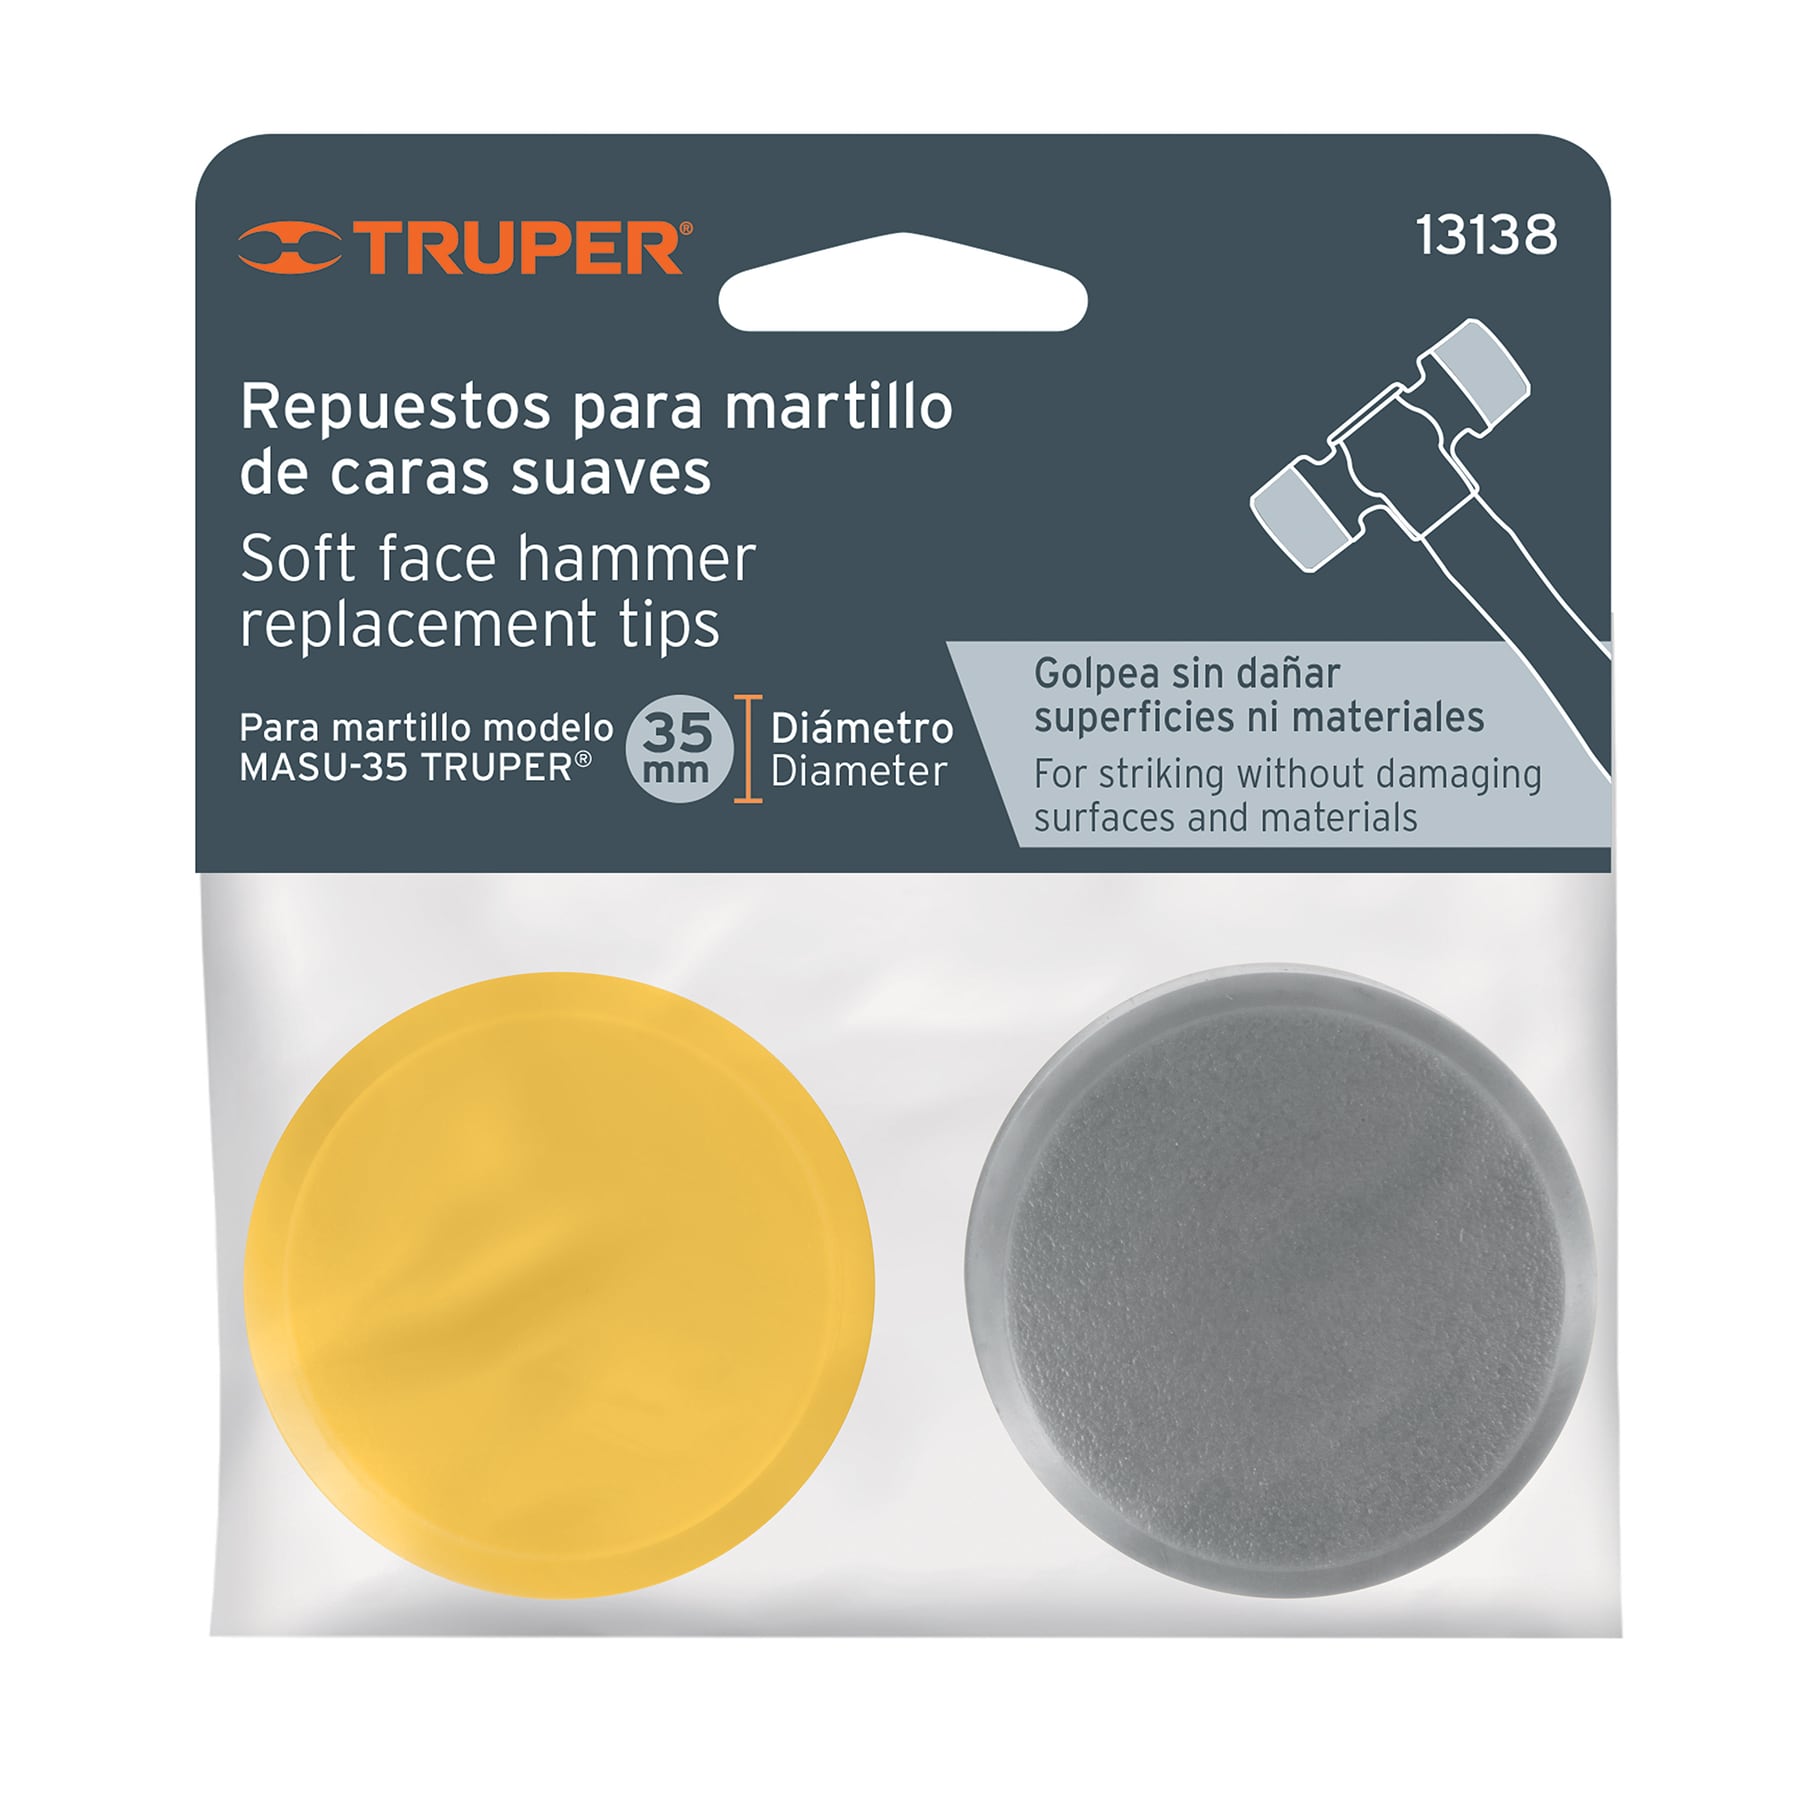 TRUPER®
13138
Repuestos para martillo
de caras suaves
Soft face hammer
replacement tips
Para martillo modelo
MASU-35 TRUPER®
35
mm
Diámetro
Diameter
Golpea sin dañar
superficies ni materiales
For striking without damaging
surfaces and materials